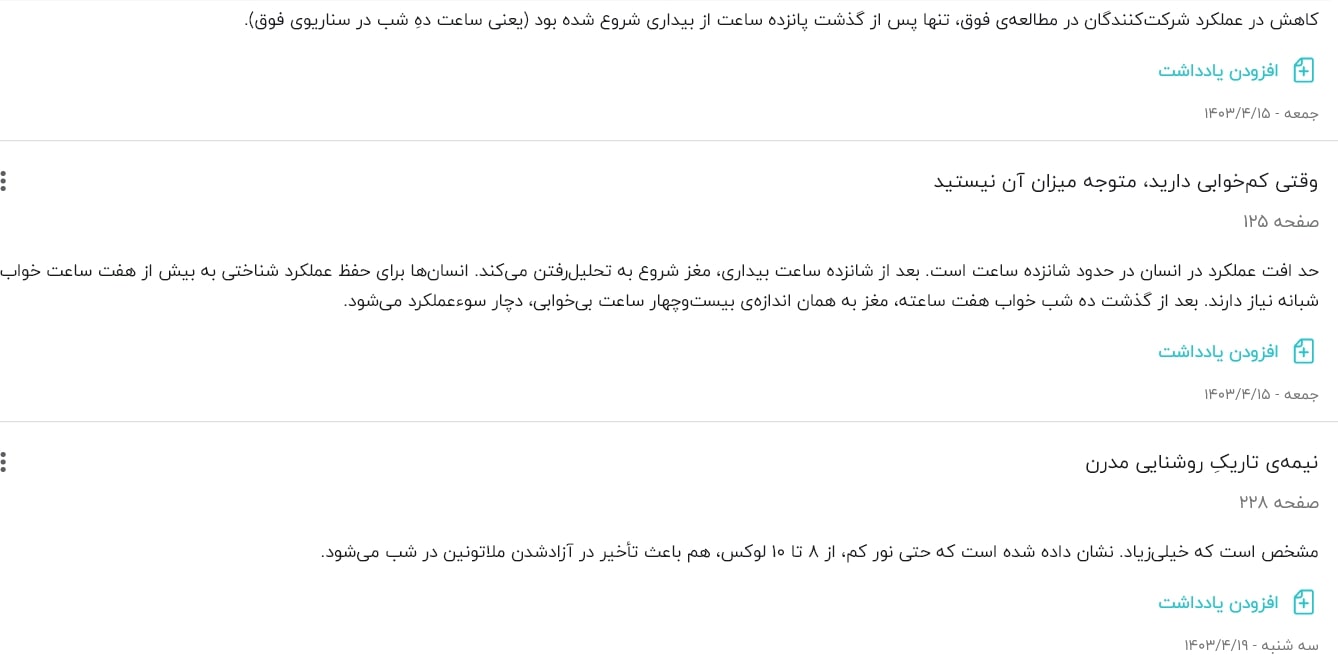 کاهش در عملکرد شرکت‌کنندگان در مطالعه‌ی فوق، تنها پس از گذشت پانزده ساعت از بیداری شروع شده بود (یعنی ساعت دهِ شب در سناریوی فوق).
افزودن یادداشت
جمعه - ۱۴۰۳/۴/۱۵
وقتی کم‌خوابی دارید، متوجه میزان آن نیستید
صفحه ۱۲۵
حد افت عملکرد در انسان در حدود شانزده ساعت است. بعد از شانزده ساعت بیداری، مغز شروع به تحلیل‌رفتن می‌کند. انسان‌ها برای حفظ عملکرد شناختی به بیش از هفت ساعت خواب
شبانه نیاز دارند. بعد از گذشت ده شب خواب هفت ساعته، مغز به همان اندازه‌ی بیست‌وچهار ساعت بی‌خوابی، دچار سوءعملکرد می‌شود.
افزودن یادداشت
جمعه - ۱۴۰۳/۴/۱۵
نیمه‌ی تاریکِ روشنایی مدرن
صفحه ۲۲۸
مشخص است که خیلی‌زیاد. نشان داده شده است که حتی نور کم، از ۸ تا ۱۰ لوکس، هم باعث تأخیر در آزادشدن ملاتونین در شب می‌شود.
افزودن یادداشت
سه شنبه - ۱۴۰۳/۴/۱۹